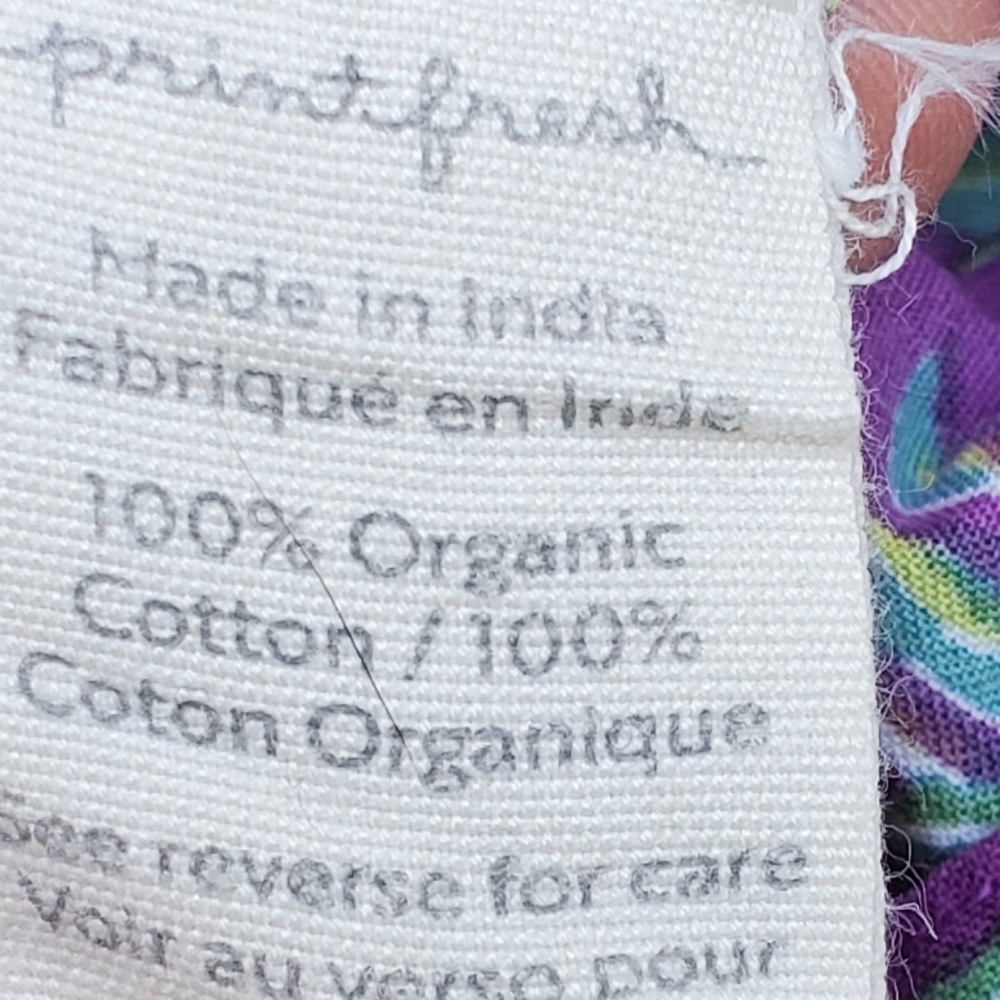 printfresh
Made in India
Fabriqué en Inde
100% Organic
Cotton / 100%
Coton Organique
See reverse for care
Voir au verso pour